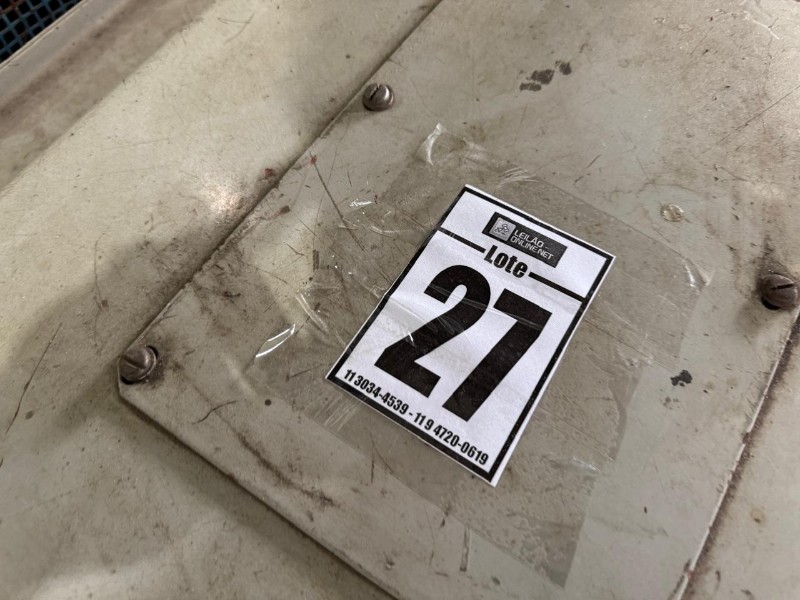 LEILÃO
ONLINE.NET
Lote
27
11 3034-4539 - 11 9 4720-0619